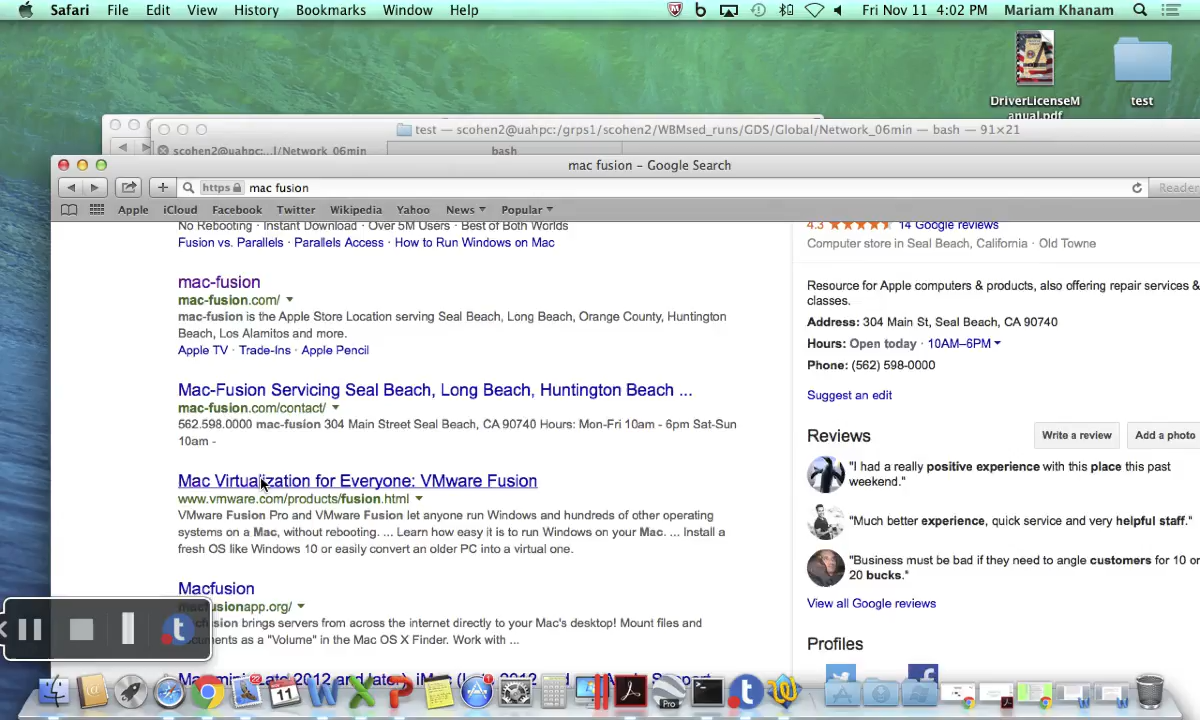 Safari File Edit View History Bookmarks Window Help Fri Nov 11 4:02 PM Mariam Khanam
DriverLicenseM
anual.pdf
test
test — scohen2@uahpc:/grps1/scohen2/WBMsed_runs/GDS/Global/Network_06min — bash — 91×21
scohen2@uahpc:...l/Network_06min bash
mac fusion – Google Search
https mac fusion Reader
Apple iCloud Facebook Twitter Wikipedia Yahoo News Popular
No Rebooting · Instant Download · Over 5M Users · Best of Both Worlds
Fusion vs. Parallels · Parallels Access · How to Run Windows on Mac
mac-fusion
mac-fusion.com/
mac-fusion is the Apple Store Location serving Seal Beach, Long Beach, Orange County, Huntington
Beach, Los Alamitos and more.
Apple TV · Trade-Ins · Apple Pencil
Mac-Fusion Servicing Seal Beach, Long Beach, Huntington Beach ...
mac-fusion.com/contact/
562.598.0000 mac-fusion 304 Main Street Seal Beach, CA 90740 Hours: Mon-Fri 10am - 6pm Sat-Sun
10am -
Mac Virtualization for Everyone: VMware Fusion
www.vmware.com/products/fusion.html
VMware Fusion Pro and VMware Fusion let anyone run Windows and hundreds of other operating
systems on a Mac, without rebooting. ... Learn how easy it is to run Windows on your Mac. ... Install a
fresh OS like Windows 10 or easily convert an older PC into a virtual one.
Macfusion
macfusionapp.org/
brings servers from across the internet directly to your Mac's desktop! Mount files and
as a "Volume" in the Mac OS X Finder. Work with ...
4.3 14 Google reviews
Computer store in Seal Beach, California · Old Towne
Resource for Apple computers & products, also offering repair services &
classes.
Address: 304 Main St, Seal Beach, CA 90740
Hours: Open today · 10AM–6PM
Phone: (562) 598-0000
Suggest an edit
Reviews
Write a review Add a photo
"I had a really positive experience with this place this past
weekend."
"Much better experience, quick service and very helpful staff."
"Business must be bad if they need to angle customers for 10 or
20 bucks."
View all Google reviews
Profiles